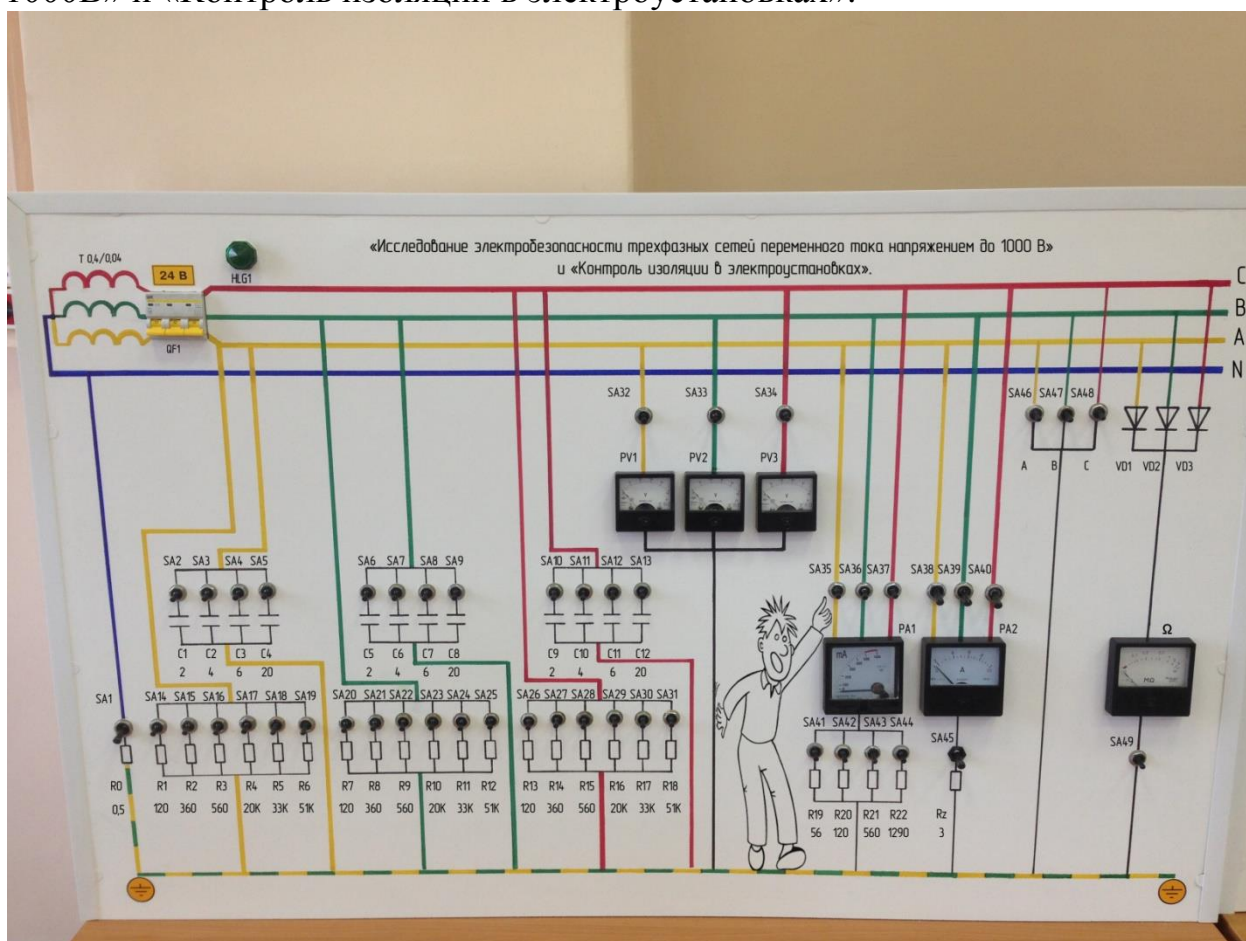 1000В» и «Контроль изоляции в электроустановках».
«Исследование электробезопасности трехфазных сетей переменного тока напряжением до 1000 В»
и «Контроль изоляции в электроустановках».
T 0,4/0,04
24 В
HLG1
QF1
C
B
A
N
SA32 SA33 SA34
SA46 SA47 SA48
PV1 PV2 PV3
A B C
VD1 VD2 VD3
V
SA2 SA3 SA4 SA5
SA6 SA7 SA8 SA9
SA10 SA11 SA12 SA13
SA35 SA36 SA37
SA38 SA39 SA40
PA1
PA2
mA
A
Ω
MΩ
C1 C2 C3 C4
2 4 6 20
C5 C6 C7 C8
2 4 6 20
C9 C10 C11 C12
2 4 6 20
SA1
SA14 SA15 SA16 SA17 SA18 SA19
SA20 SA21 SA22 SA23 SA24 SA25
SA26 SA27 SA28 SA29 SA30 SA31
SA41 SA42 SA43 SA44
SA45
SA49
R0
0,5
R1 R2 R3 R4 R5 R6
120 360 560 20K 33K 51K
R7 R8 R9 R10 R11 R12
120 360 560 20K 33K 51K
R13 R14 R15 R16 R17 R18
120 360 560 20K 33K 51K
R19 R20 R21 R22
56 120 560 1290
Rz
3